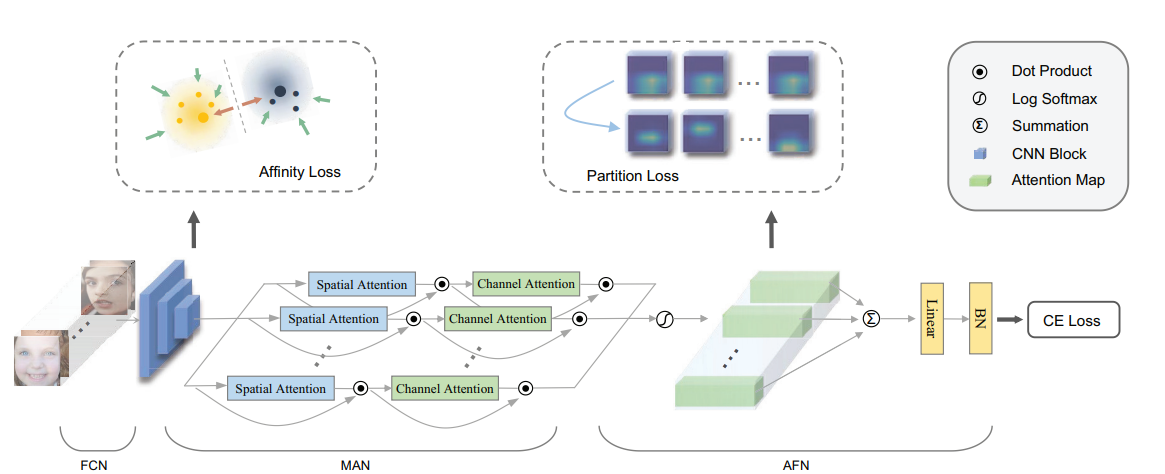 Affinity Loss
Partition Loss
Dot Product
Log Softmax
Σ Summation
CNN Block
Attention Map
Spatial Attention
Channel Attention
Spatial Attention
Channel Attention
Spatial Attention
Channel Attention
Σ
Linear
BN
CE Loss
FCN
MAN
AFN